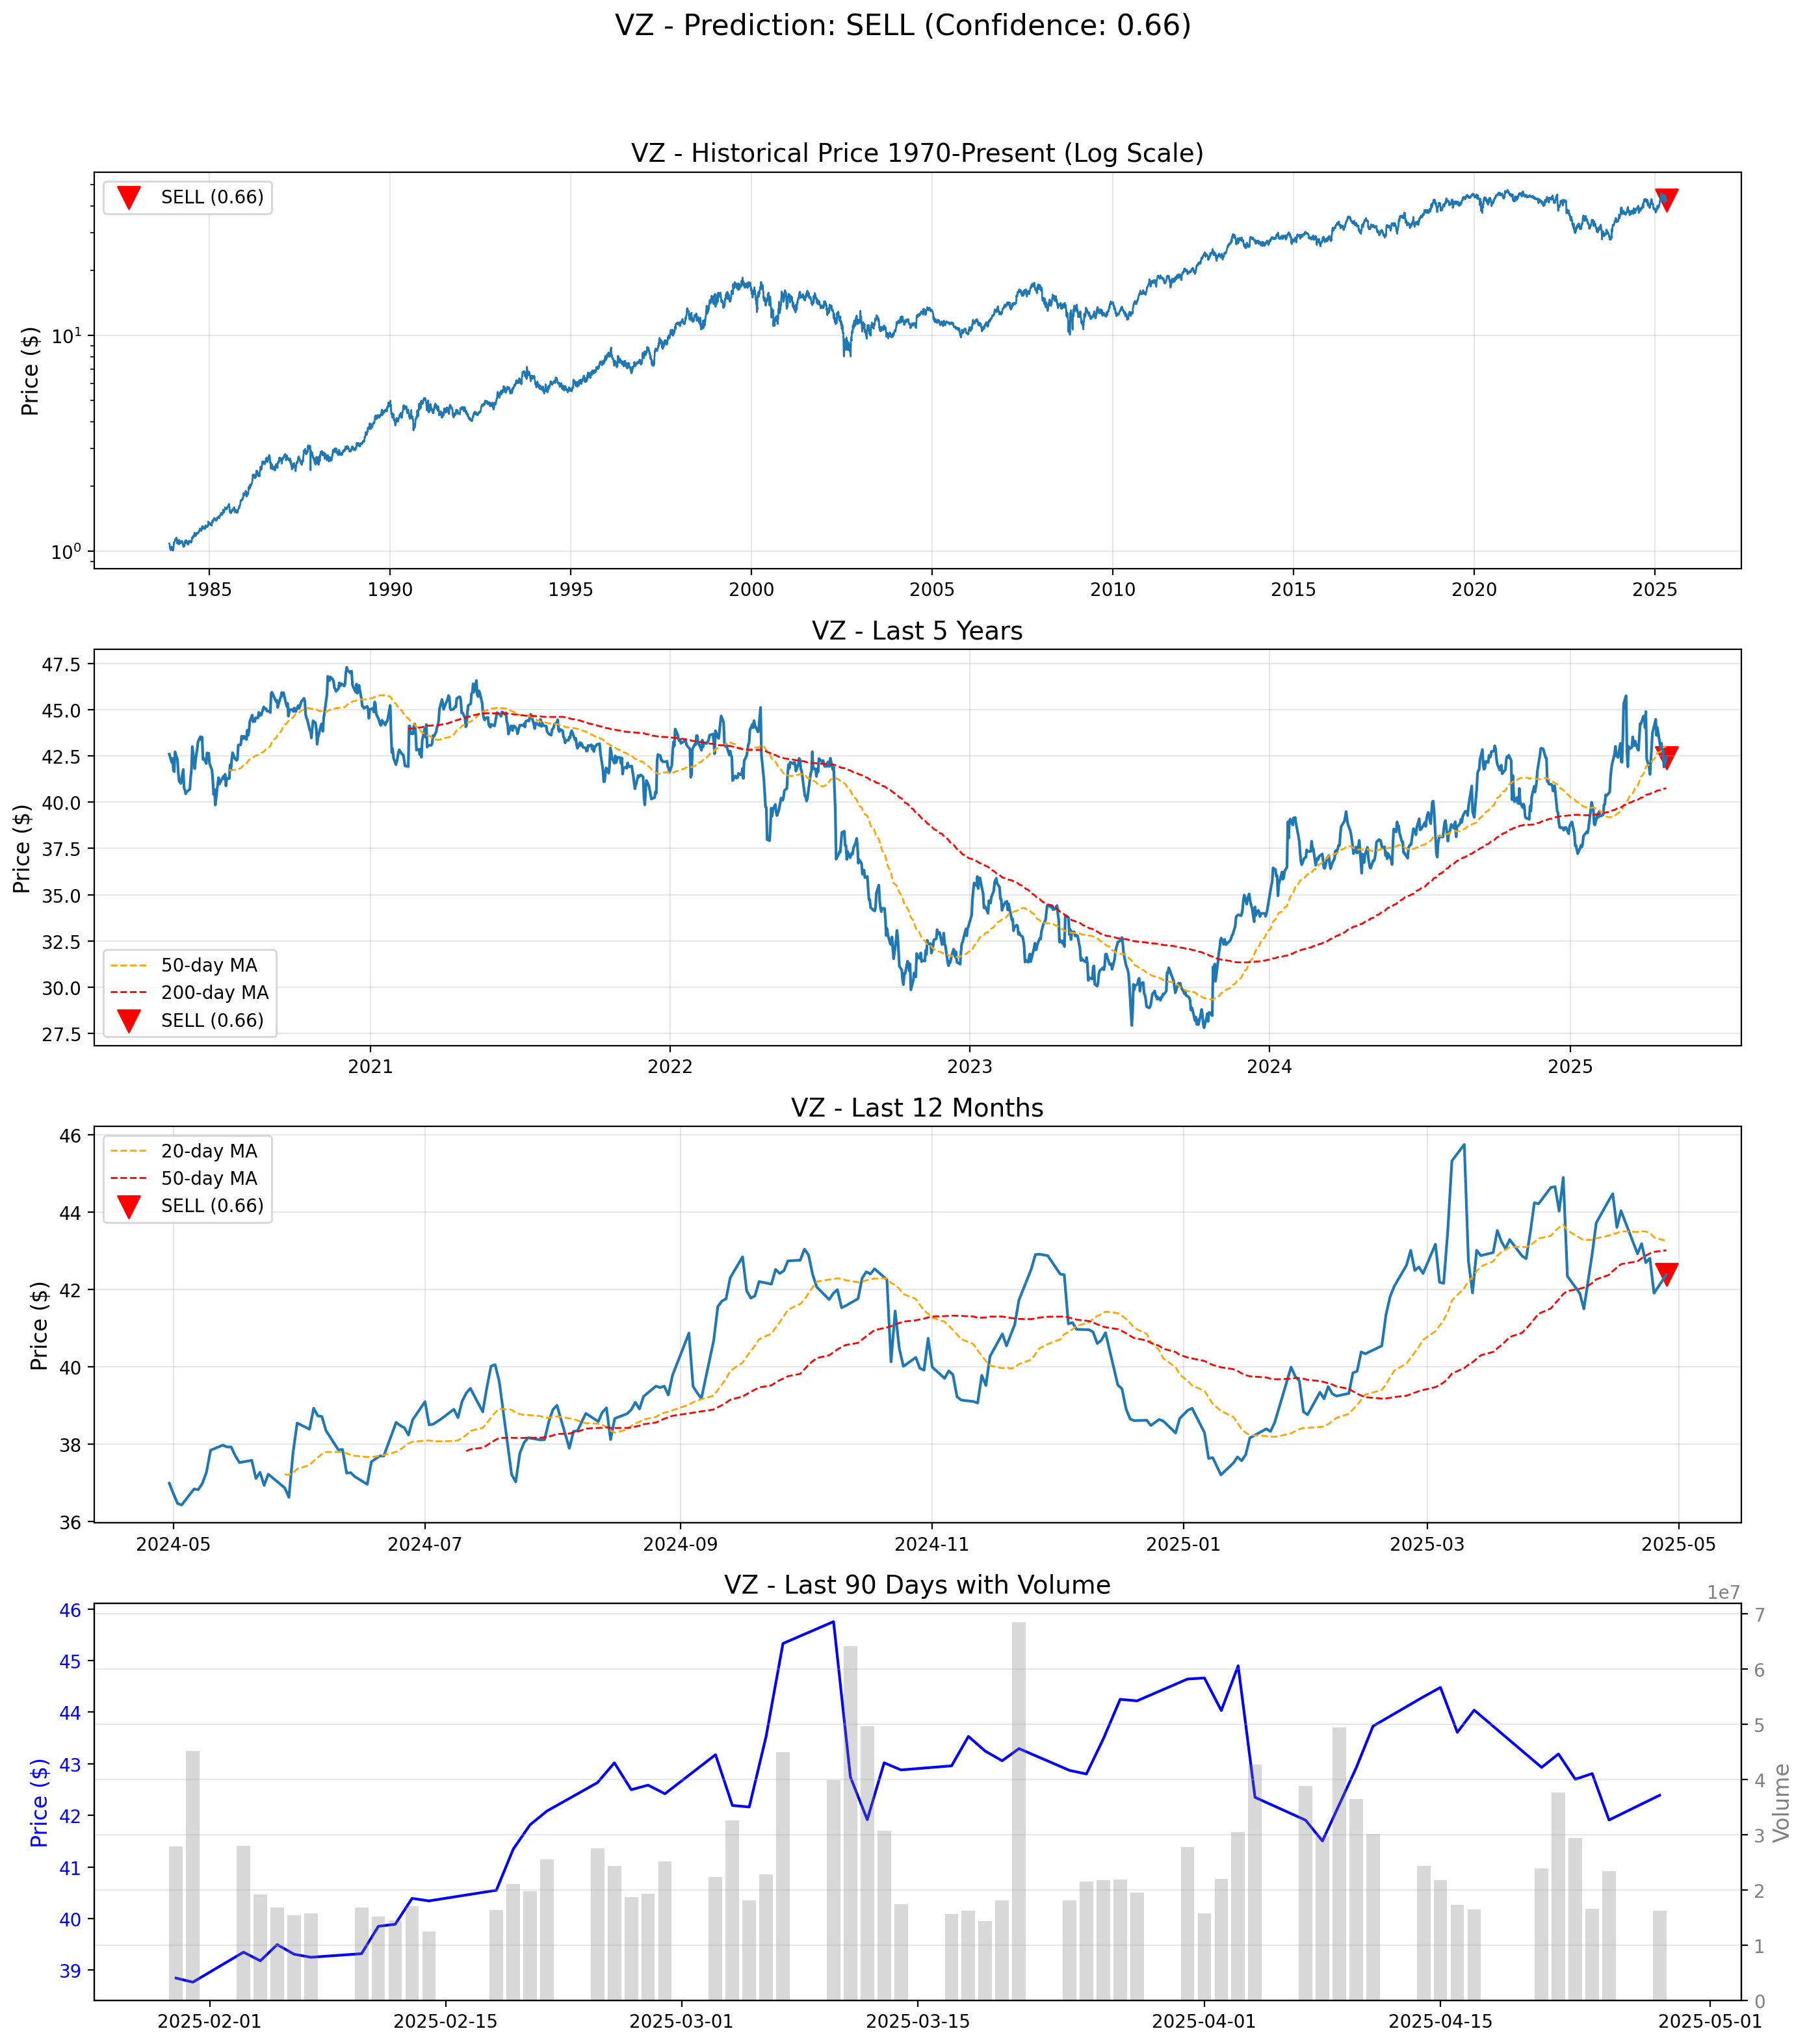 VZ - Prediction: SELL (Confidence: 0.66)
VZ - Historical Price 1970-Present (Log Scale)
SELL (0.66)
Price ($)
10¹
10⁰
1985 1990 1995 2000 2005 2010 2015 2020 2025
VZ - Last 5 Years
Price ($)
47.5
45.0
42.5
40.0
37.5
35.0
32.5
30.0
27.5
50-day MA
200-day MA
SELL (0.66)
2021 2022 2023 2024 2025
VZ - Last 12 Months
20-day MA
50-day MA
SELL (0.66)
Price ($)
46
44
42
40
38
36
2024-05 2024-07 2024-09 2024-11 2025-01 2025-03 2025-05
VZ - Last 90 Days with Volume
1e7
Price ($)
46
45
44
43
42
41
40
39
7
6
5
4
3
2
1
0
Volume
2025-02-01 2025-02-15 2025-03-01 2025-03-15 2025-04-01 2025-04-15 2025-05-01